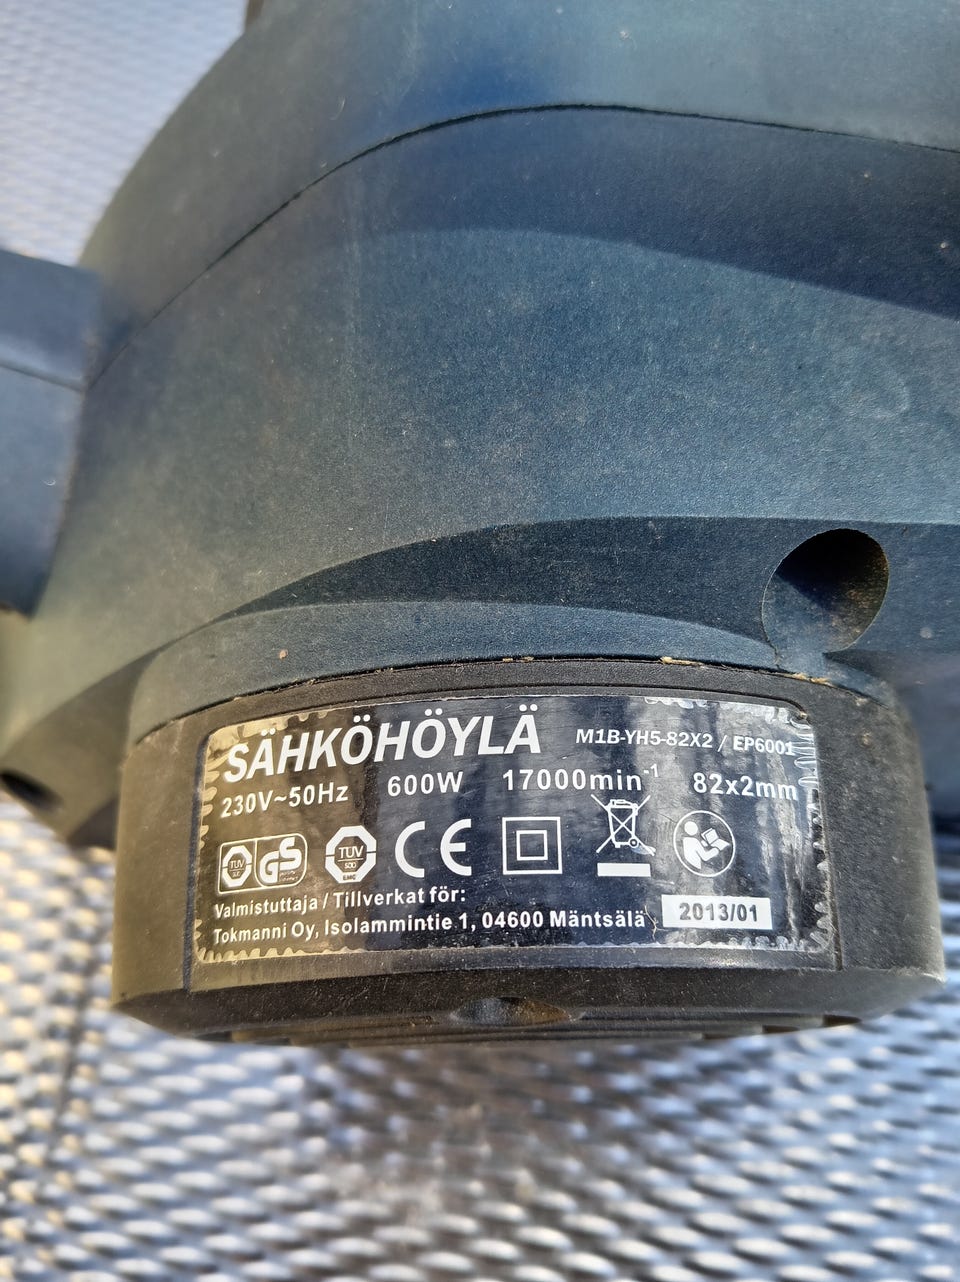 SÄHKÖHÖYLÄ M1B-YH5-82X2 / EP6001
230V~50Hz 600W 17000min-1 82x2mm
TÜV GS TÜV SÜD EMC CE
Valmistuttaja / Tillverkat för:
Tokmanni Oy, Isolammintie 1, 04600 Mäntsälä 2013/01